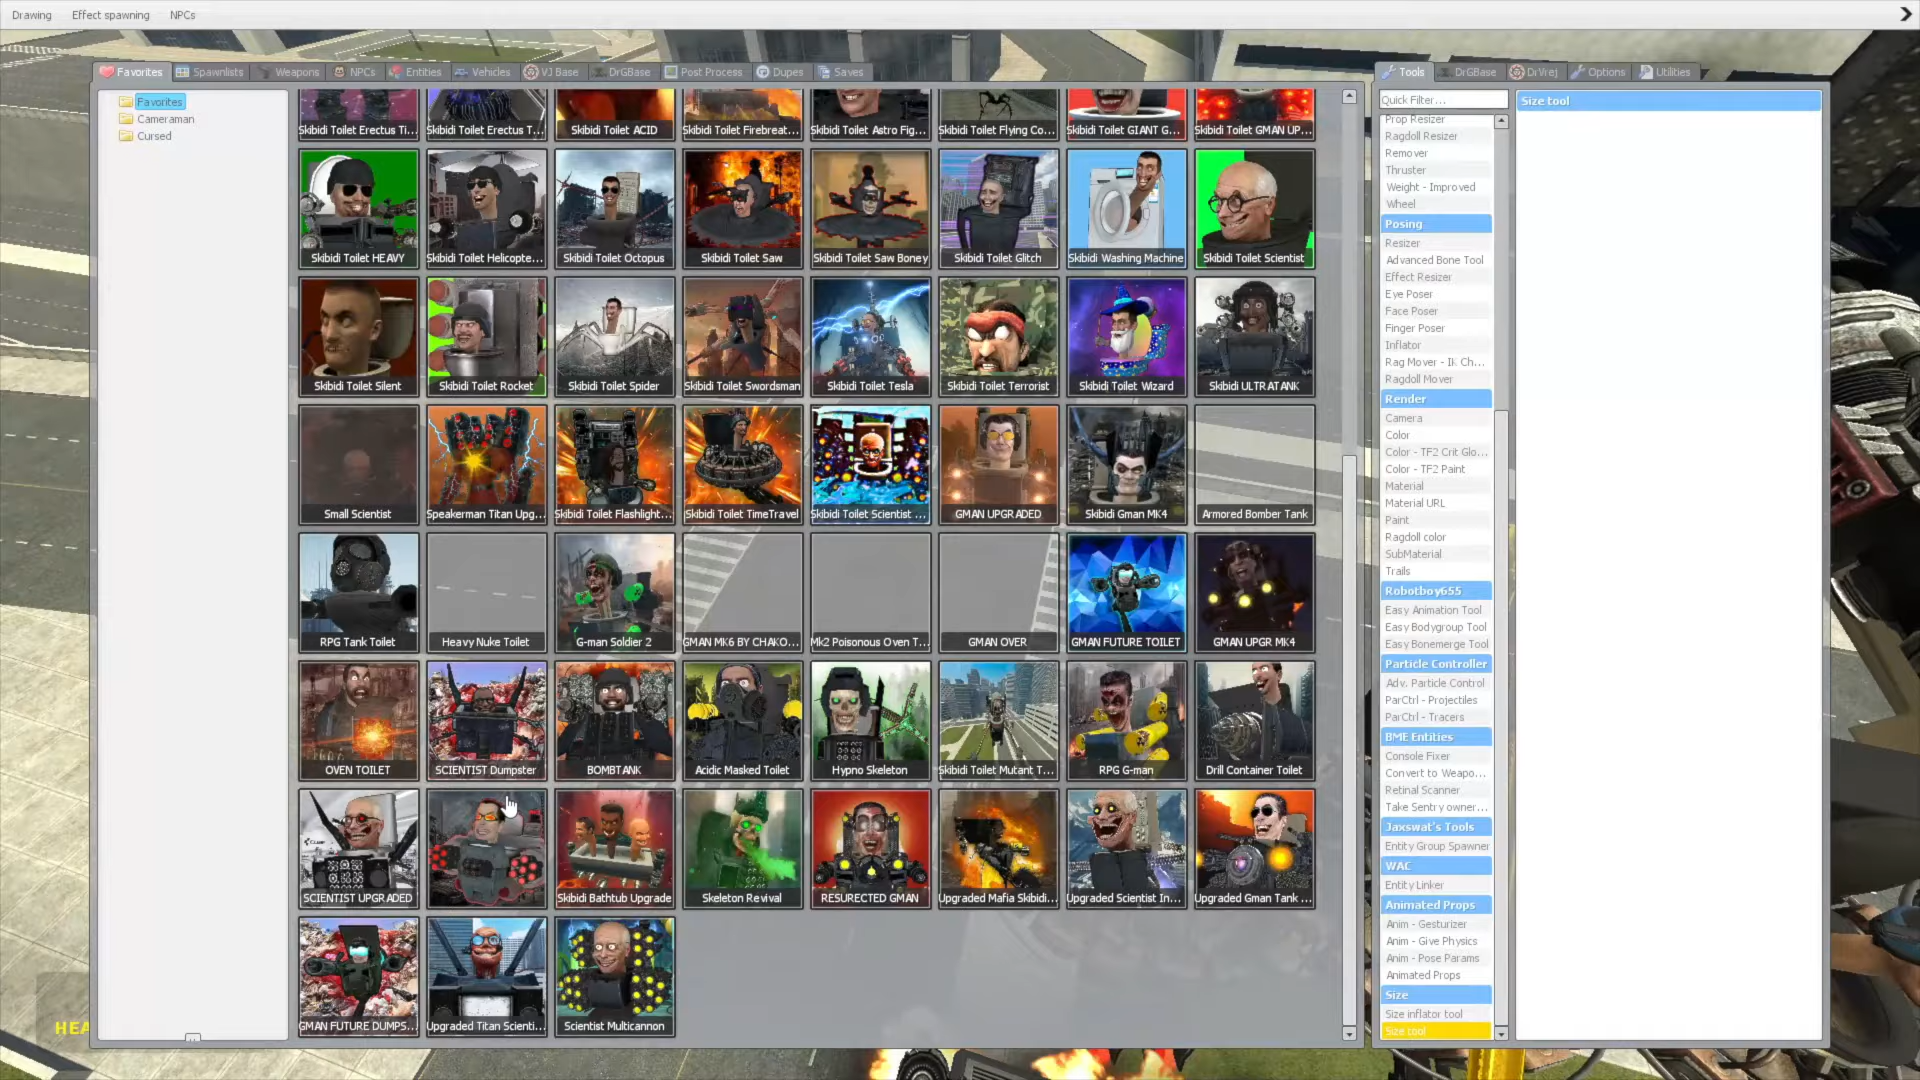 Drawing Effect spawning NPCs
Favorites Spawnlists Weapons NPCs Entities Vehicles VJ Base DrGBase Post Process Dupes Saves
Tools DrGBase DrVrej Options Utilities
Favorites
Cameraman
Cursed
Skibidi Toilet Erectus Ti... Skibidi Toilet Erectus T... Skibidi Toilet ACID Skibidi Toilet Firebreat... Skibidi Toilet Astro Fig... Skibidi Toilet Flying Co... Skibidi Toilet GIANT G... Skibidi Toilet GMAN UP...
Skibidi Toilet HEAVY Skibidi Toilet Helicopte... Skibidi Toilet Octopus Skibidi Toilet Saw Skibidi Toilet Saw Boney Skibidi Toilet Glitch Skibidi Washing Machine Skibidi Toilet Scientist
Skibidi Toilet Silent Skibidi Toilet Rocket Skibidi Toilet Spider Skibidi Toilet Swordsman Skibidi Toilet Tesla Skibidi Toilet Terrorist Skibidi Toilet Wizard Skibidi ULTRATANK
Small Scientist Speakerman Titan Upg... Skibidi Toilet Flashlight... Skibidi Toilet TimeTravel Skibidi Toilet Scientist ... GMAN UPGRADED Skibidi Gman MK4 Armored Bomber Tank
RPG Tank Toilet Heavy Nuke Toilet G-man Soldier 2 GMAN MK6 BY CHAKO... Mk2 Poisonous Oven T... GMAN OVER GMAN FUTURE TOILET GMAN UPGR MK4
OVEN TOILET SCIENTIST Dumpster BOMBTANK Acidic Masked Toilet Hypno Skeleton Skibidi Toilet Mutant T... RPG G-man Drill Container Toilet
SCIENTIST UPGRADED Skibidi Bathtub Upgrade Skeleton Revival RESURECTED GMAN Upgraded Mafia Skibidi... Upgraded Scientist In... Upgraded Gman Tank ...
GMAN FUTURE DUMPS... Upgraded Titan Scienti... Scientist Multicannon
HEA
Quick Filter...
Prop Resizer
Ragdoll Resizer
Remover
Thruster
Weight - Improved
Wheel
Posing
Resizer
Advanced Bone Tool
Effect Resizer
Eye Poser
Face Poser
Finger Poser
Inflator
Rag Mover - Ik Ch...
Ragdoll Mover
Render
Camera
Color
Color - TF2 Crit Glo...
Color - TF2 Paint
Material
Material URL
Paint
Ragdoll color
SubMaterial
Trails
Robotboy655
Easy Animation Tool
Easy Bodygroup Tool
Easy Bonemerge Tool
Particle Controller
Adv. Particle Control
ParCtrl - Projectiles
ParCtrl - Tracers
BME Entities
Console Fixer
Convert to Weapo...
Retinal Scanner
Take Sentry owner...
Jaxswat's Tools
Entity Group Spawner
WAC
Entity Linker
Animated Props
Anim - Gesturizer
Anim - Give Physics
Anim - Pose Params
Animated Props
Size
Size inflator tool
Size tool
Size tool